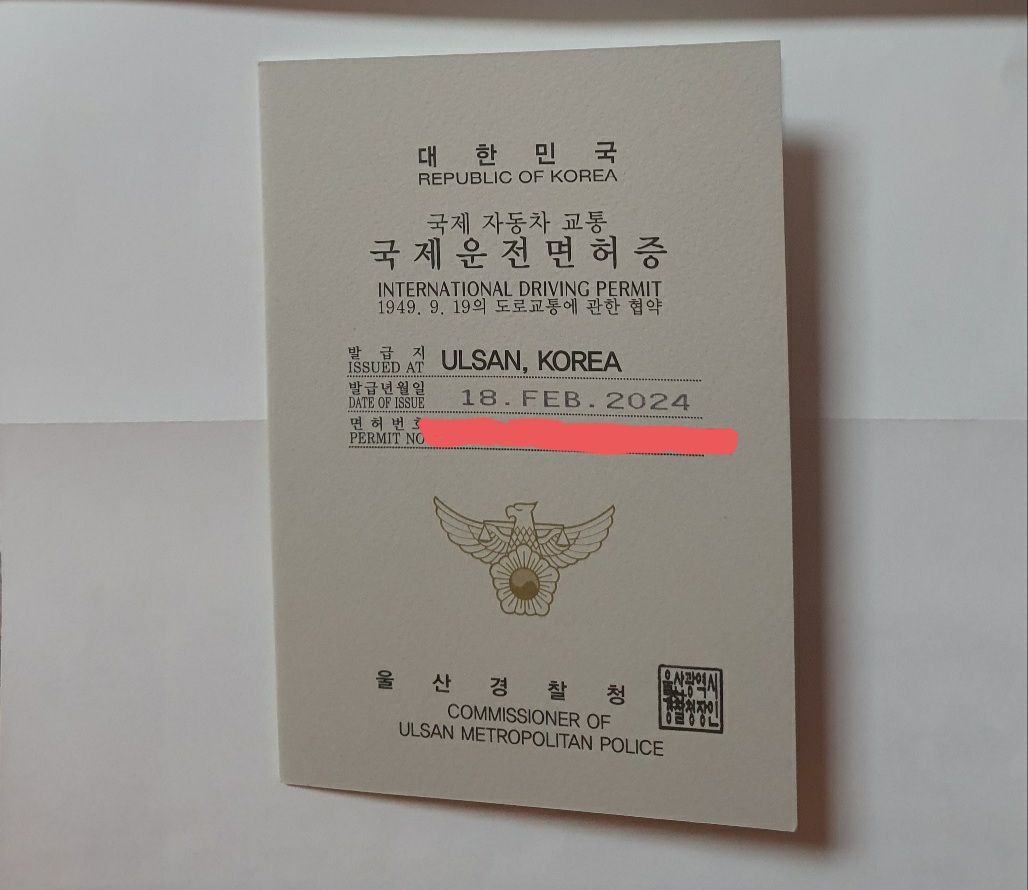 대 한 민 국
REPUBLIC OF KOREA
국제 자동차 교통
국제운전면허증
INTERNATIONAL DRIVING PERMIT
1949. 9. 19의 도로교통에 관한 협약
발 급 지
ISSUED AT ULSAN, KOREA
발급년월일
DATE OF ISSUE 18. FEB. 2024
면 허 번 호
PERMIT NO
울 산 경 찰 청
울산광역시
경찰청장인
COMMISSIONER OF
ULSAN METROPOLITAN POLICE